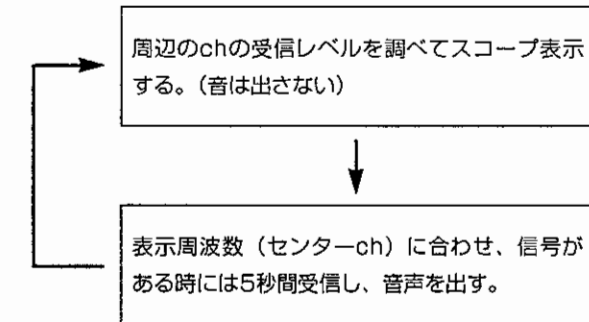 周辺のchの受信レベルを調べてスコープ表示
する。（音は出さない）
表示周波数（センターch）に合わせ、信号が
ある時には5秒間受信し、音声を出す。